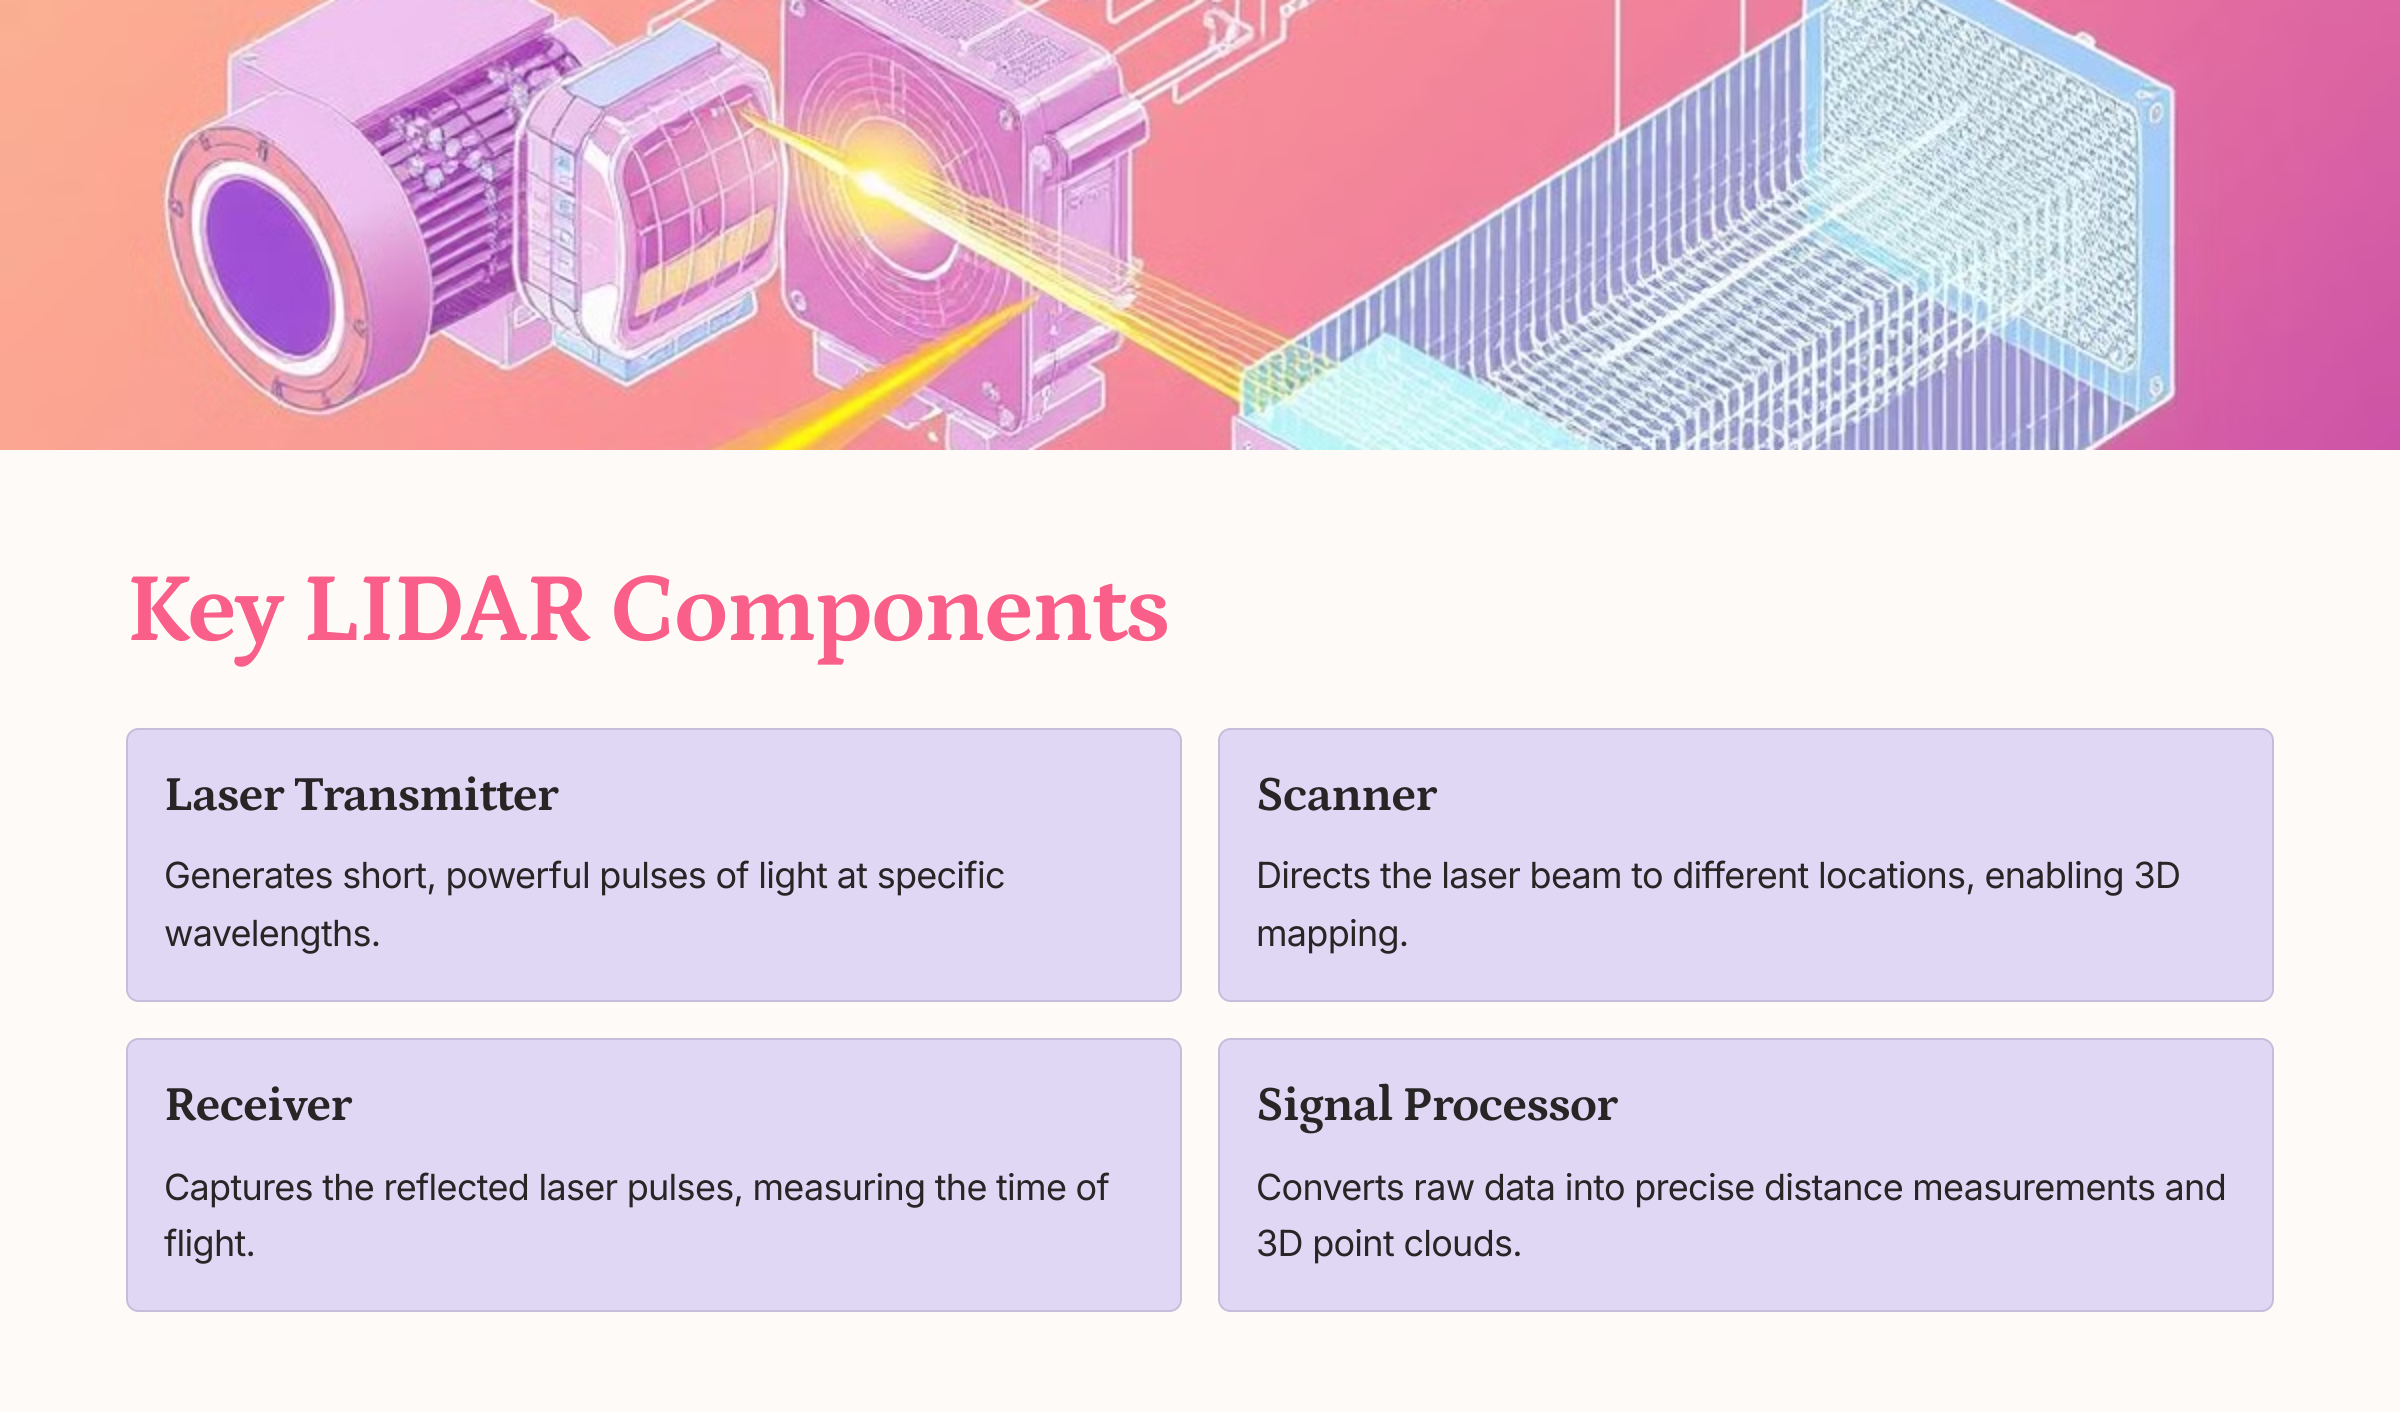 Key LIDAR Components
Laser Transmitter
Generates short, powerful pulses of light at specific
wavelengths.
Scanner
Directs the laser beam to different locations, enabling 3D
mapping.
Receiver
Captures the reflected laser pulses, measuring the time of
flight.
Signal Processor
Converts raw data into precise distance measurements and
3D point clouds.